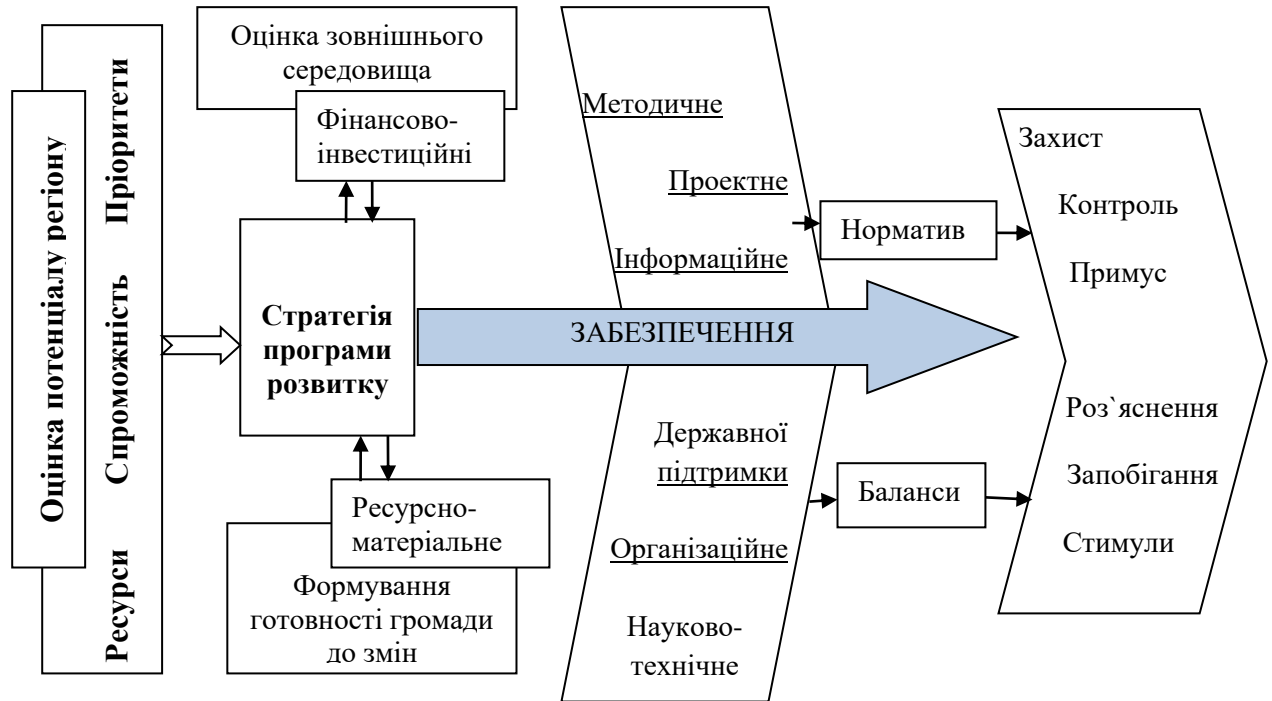 Оцінка потенціалу регіону
Ресурси Спроможність Пріоритети
Оцінка зовнішнього
середовища
Фінансово-
інвестиційні
Стратегія
програми
розвитку
Ресурсно-
матеріальне
Формування
готовності громади
до змін
Методичне
Проектне
Інформаційне
ЗАБЕЗПЕЧЕННЯ
Державної
підтримки
Організаційне
Науково-
технічне
Норматив
Баланси
Захист
Контроль
Примус
Роз`яснення
Запобігання
Стимули